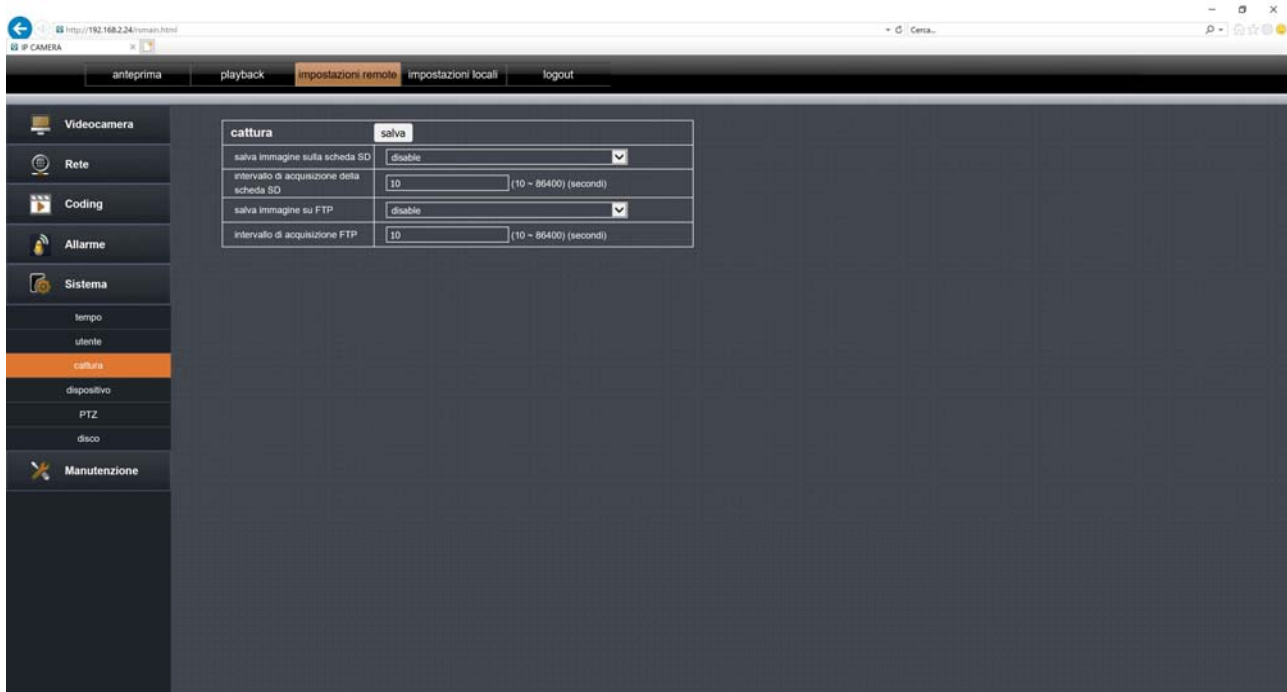 http://192.168.2.24/rsmain.html
Cerca...
IP CAMERA
anteprima playback impostazioni remote impostazioni locali logout
Videocamera
Rete
Coding
Allarme
Sistema
tempo
utente
cattura
dispositivo
PTZ
disco
Manutenzione
cattura salva
salva immagine sulla scheda SD disable
intervallo di acquisizione della
scheda SD 10 (10 ~ 86400) (secondi)
salva immagine su FTP disable
intervallo di acquisizione FTP 10 (10 ~ 86400) (secondi)